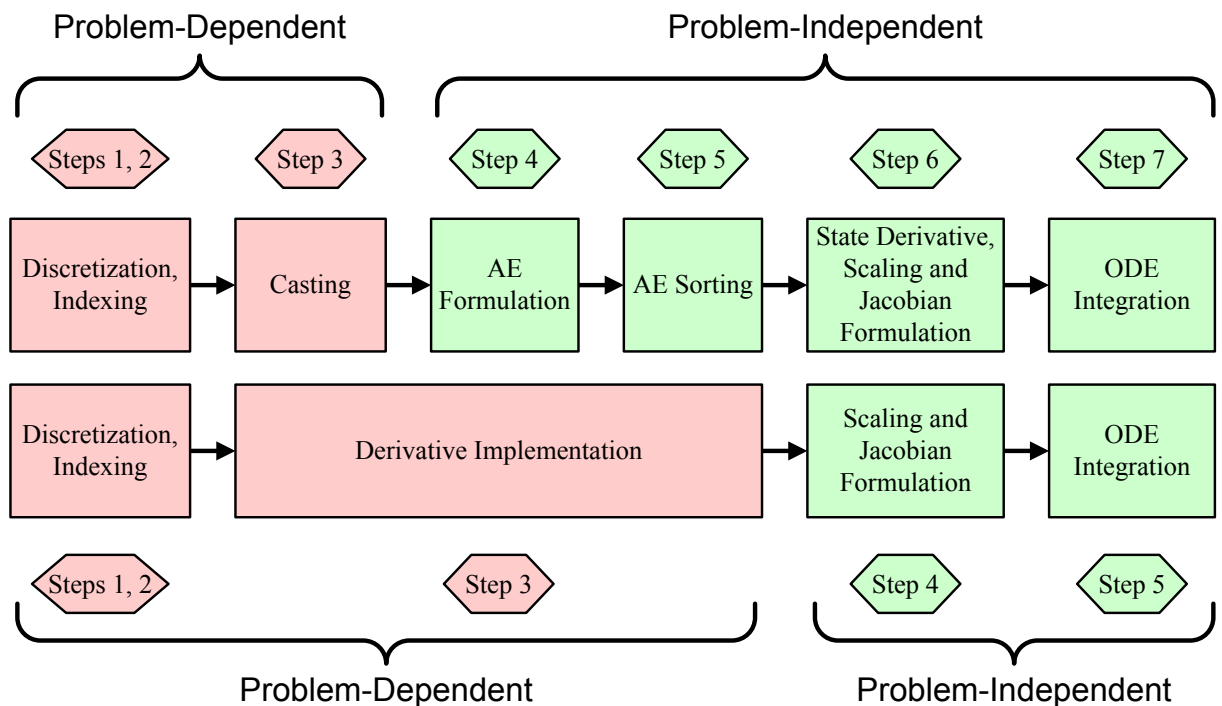 Problem-Dependent
Problem-Independent
Steps 1, 2
Step 3
Step 4
Step 5
Step 6
Step 7
Discretization,
Indexing
Casting
AE
Formulation
AE Sorting
State Derivative,
Scaling and
Jacobian
Formulation
ODE
Integration
Discretization,
Indexing
Derivative Implementation
Scaling and
Jacobian
Formulation
ODE
Integration
Steps 1, 2
Step 3
Step 4
Step 5
Problem-Dependent
Problem-Independent